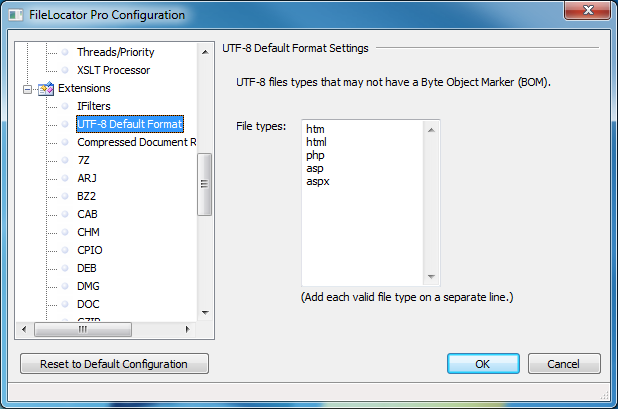 FileLocator Pro Configuration
Threads/Priority
XSLT Processor
Extensions
IFilters
UTF-8 Default Format
Compressed Document R
7Z
ARJ
BZ2
CAB
CHM
CPIO
DEB
DMG
DOC
GZIP
UTF-8 Default Format Settings
UTF-8 files types that may not have a Byte Object Marker (BOM).
File types:
htm
html
php
asp
aspx
(Add each valid file type on a separate line.)
Reset to Default Configuration
OK
Cancel